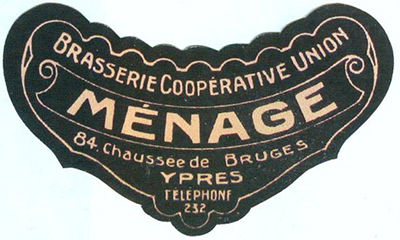 BRASSERIE COOPÉRATIVE UNION
MÉNAGE
84, Chaussée de BRUGES
YPRES
TÉLÉPHONE
232